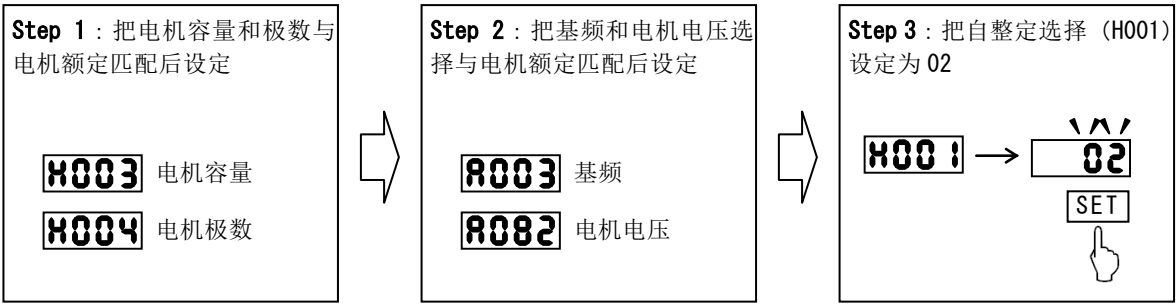 Step 1：把电机容量和极数与
电机额定匹配后设定
H003 电机容量
H004 电机极数
Step 2：把基频和电机电压选
择与电机额定匹配后设定
A003 基频
A082 电机电压
Step 3：把自整定选择 (H001)
设定为 02
H001 → 02
SET